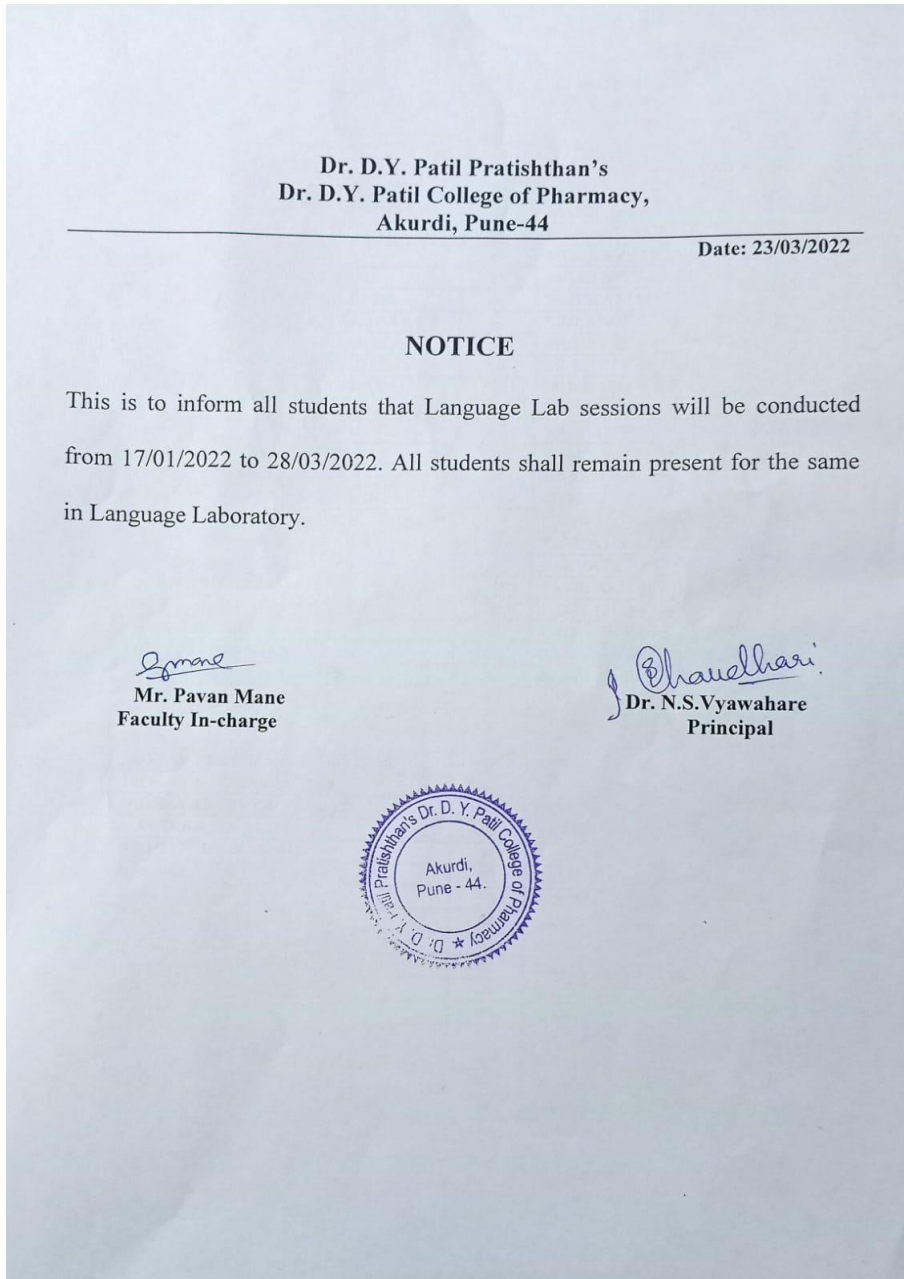 Dr. D.Y. Patil Pratishthan's
Dr. D.Y. Patil College of Pharmacy,
Akurdi, Pune-44
Date: 23/03/2022
NOTICE
This is to inform all students that Language Lab sessions will be conducted
from 17/01/2022 to 28/03/2022. All students shall remain present for the same
in Language Laboratory.
Mr. Pavan Mane
Faculty In-charge
Chaudhari
Dr. N.S.Vyawahare
Principal
Dr. D. Y. Patil Pratishthan's Dr. D. Y. Patil College of Pharmacy ★
Akurdi,
Pune - 44.